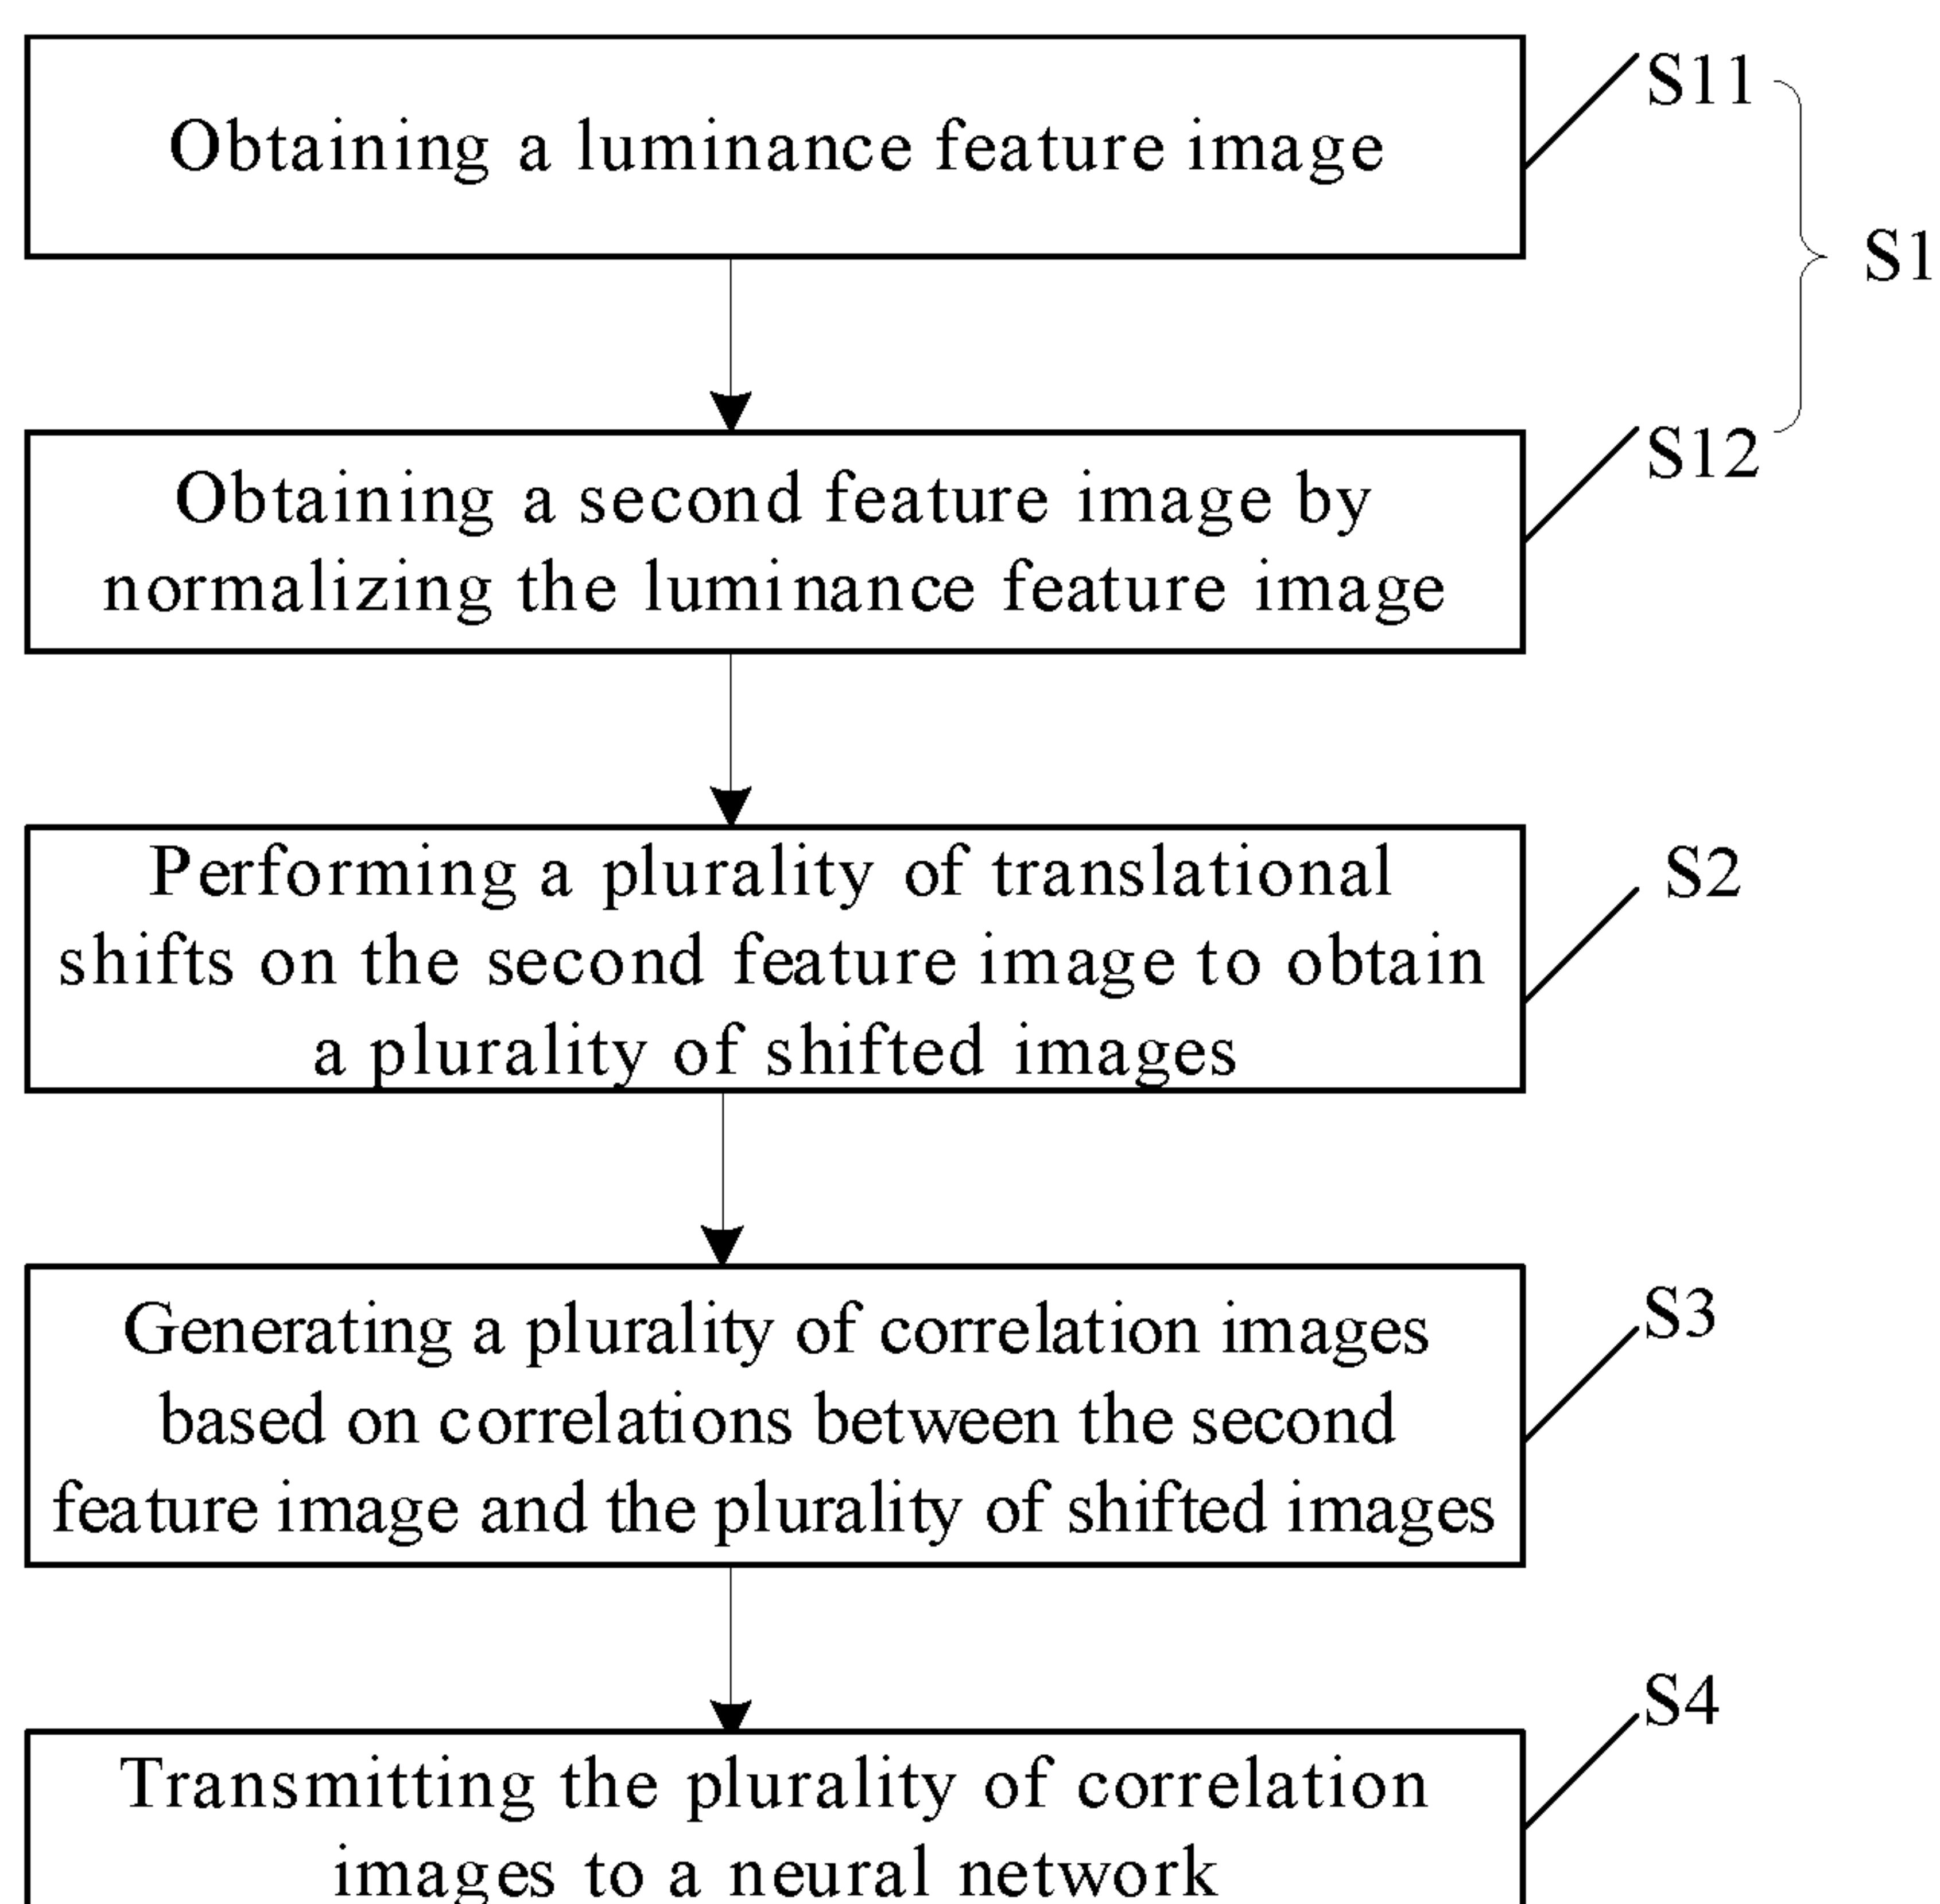 Obtaining a luminance feature image
S11
S1
Obtaining a second feature image by
normalizing the luminance feature image
S12
Performing a plurality of translational
shifts on the second feature image to obtain
a plurality of shifted images
S2
Generating a plurality of correlation images
based on correlations between the second
feature image and the plurality of shifted images
S3
Transmitting the plurality of correlation
images to a neural network
S4